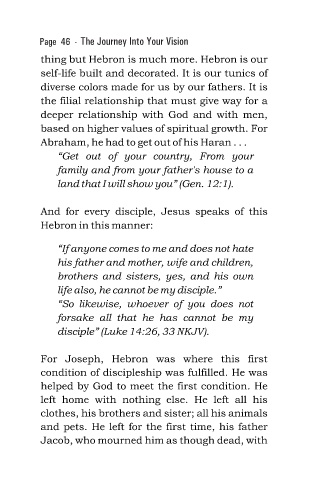 Page 46 - The Journey Into Your Vision
thing but Hebron is much more. Hebron is our
self-life built and decorated. It is our tunics of
diverse colors made for us by our fathers. It is
the filial relationship that must give way for a
deeper relationship with God and with men,
based on higher values of spiritual growth. For
Abraham, he had to get out of his Haran . . .
“Get out of your country, From your
family and from your father's house to a
land that I will show you” (Gen. 12:1).
And for every disciple, Jesus speaks of this
Hebron in this manner:
“If anyone comes to me and does not hate
his father and mother, wife and children,
brothers and sisters, yes, and his own
life also, he cannot be my disciple.”
“So likewise, whoever of you does not
forsake all that he has cannot be my
disciple” (Luke 14:26, 33 NKJV).
For Joseph, Hebron was where this first
condition of discipleship was fulfilled. He was
helped by God to meet the first condition. He
left home with nothing else. He left all his
clothes, his brothers and sister; all his animals
and pets. He left for the first time, his father
Jacob, who mourned him as though dead, with